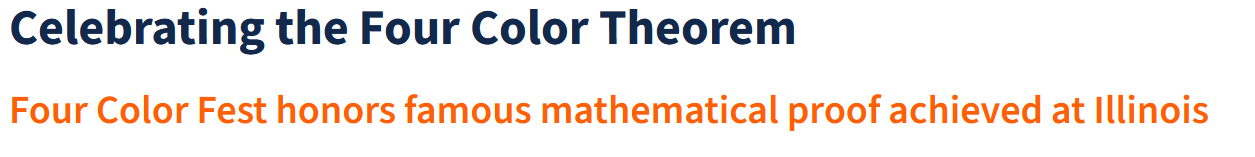 Celebrating the Four Color Theorem
Four Color Fest honors famous mathematical proof achieved at Illinois